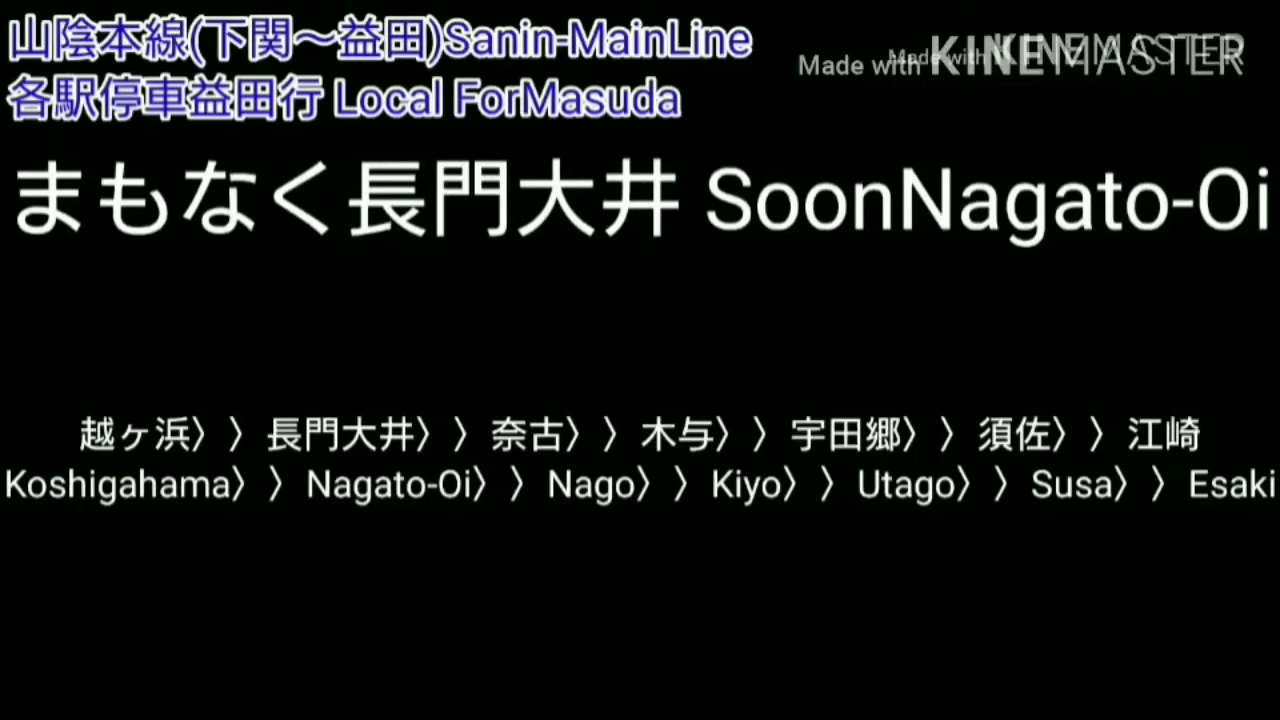 山陰本線(下関〜益田)Sanin-MainLine
Made with KINEMASTER
Made with KINEMASTER
各駅停車益田行 Local ForMasuda
まもなく長門大井 SoonNagato-Oi
越ヶ浜〉〉長門大井〉〉奈古〉〉木与〉〉宇田郷〉〉須佐〉〉江崎
Koshigahama〉〉Nagato-Oi〉〉Nago〉〉Kiyo〉〉Utago〉〉Susa〉〉Esaki